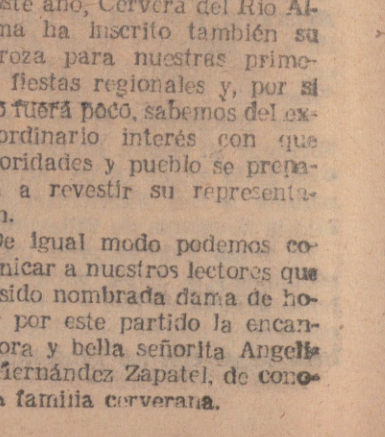 ste año, Cervera del Río Al-
ma ha inscrito también su
roza para nuestras prime-
fiestas regionales y, por si
o fuera poco, sabemos del ex-
ordinario interés con que
oridades y pueblo se prepa-
a revestir su representa-
n.
De igual modo podemos co-
nicar a nuestros lectores que
sido nombrada dama de ho-
por este partido la encan-
ora y bella señorita Angeli-
Hernández Zapatel, de cono-
a familia cerverana.